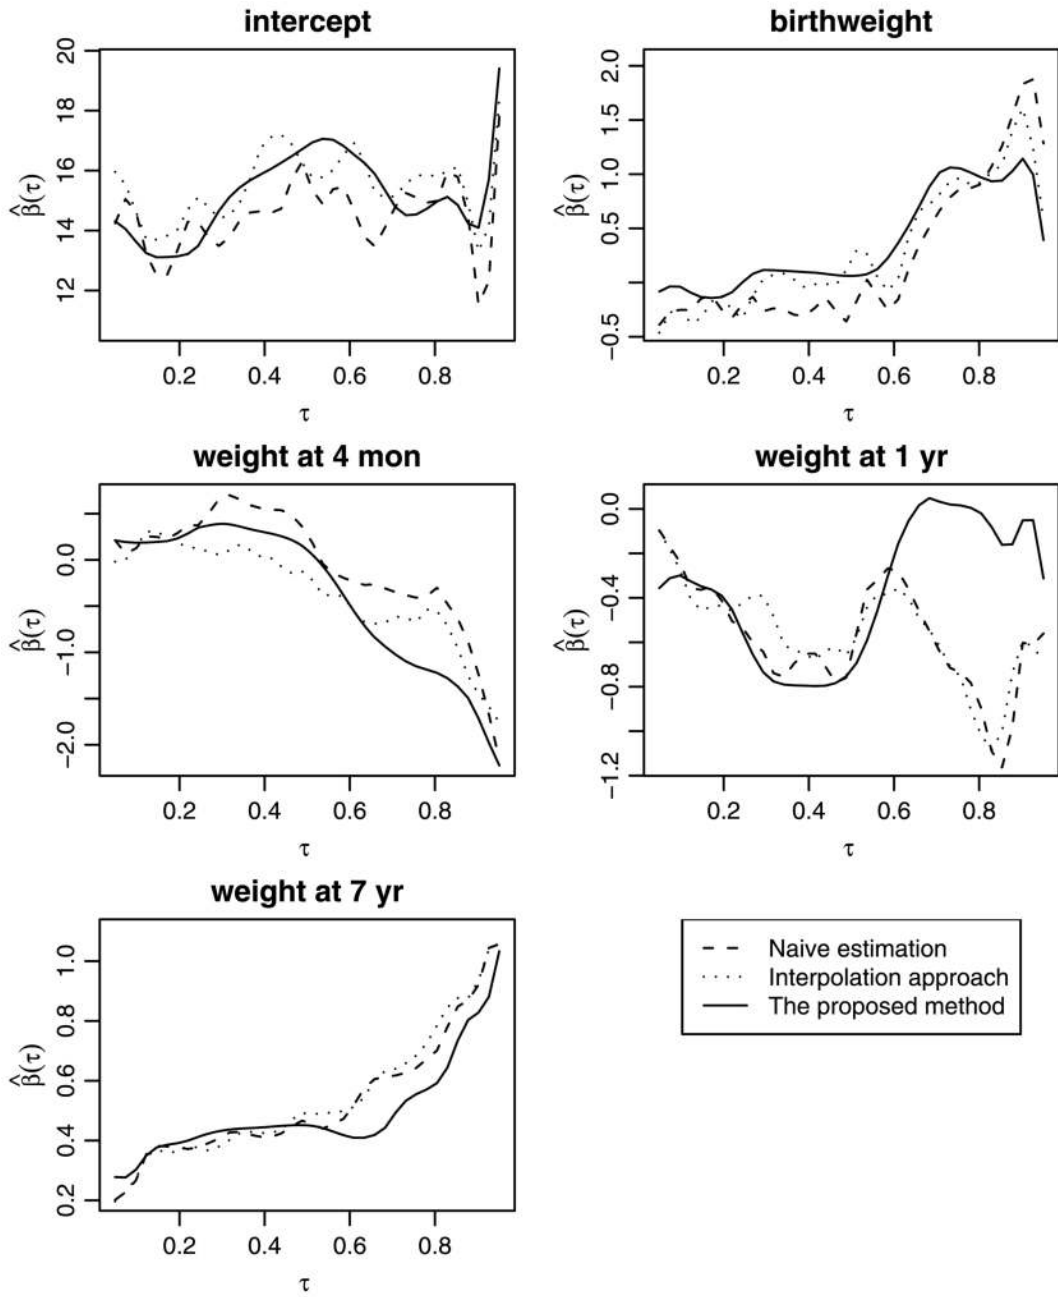 intercept
20
18
16
14
12
β̂(τ)
0.2 0.4 0.6 0.8
τ
birthweight
2.0
1.5
1.0
0.5
−0.5
β̂(τ)
0.2 0.4 0.6 0.8
τ
weight at 4 mon
0.0
−1.0
−2.0
β̂(τ)
0.2 0.4 0.6 0.8
τ
weight at 1 yr
0.0
−0.4
−0.8
−1.2
β̂(τ)
0.2 0.4 0.6 0.8
τ
weight at 7 yr
1.0
0.8
0.6
0.4
0.2
β̂(τ)
0.2 0.4 0.6 0.8
τ
Naive estimation
Interpolation approach
The proposed method